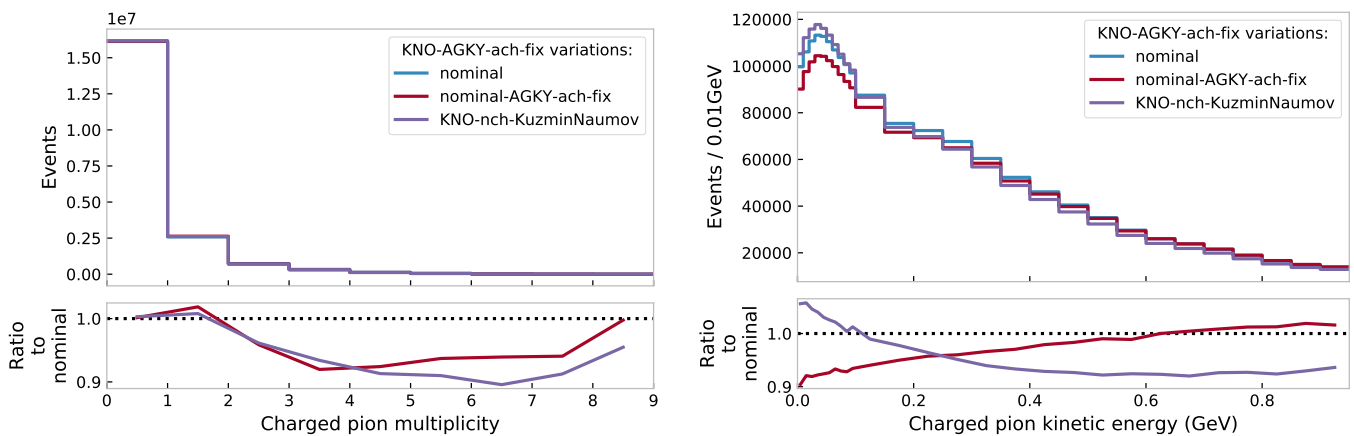 1e7
1.50
1.25
1.00
0.75
0.50
0.25
0.00
Events
KNO-AGKY-ach-fix variations:
nominal
nominal-AGKY-ach-fix
KNO-nch-KuzminNaumov
1.0
0.9
Ratio
to
nominal
0 1 2 3 4 5 6 7 8 9
Charged pion multiplicity
120000
100000
80000
60000
40000
20000
Events / 0.01GeV
KNO-AGKY-ach-fix variations:
nominal
nominal-AGKY-ach-fix
KNO-nch-KuzminNaumov
1.0
0.9
Ratio
to
nominal
0.0 0.2 0.4 0.6 0.8
Charged pion kinetic energy (GeV)